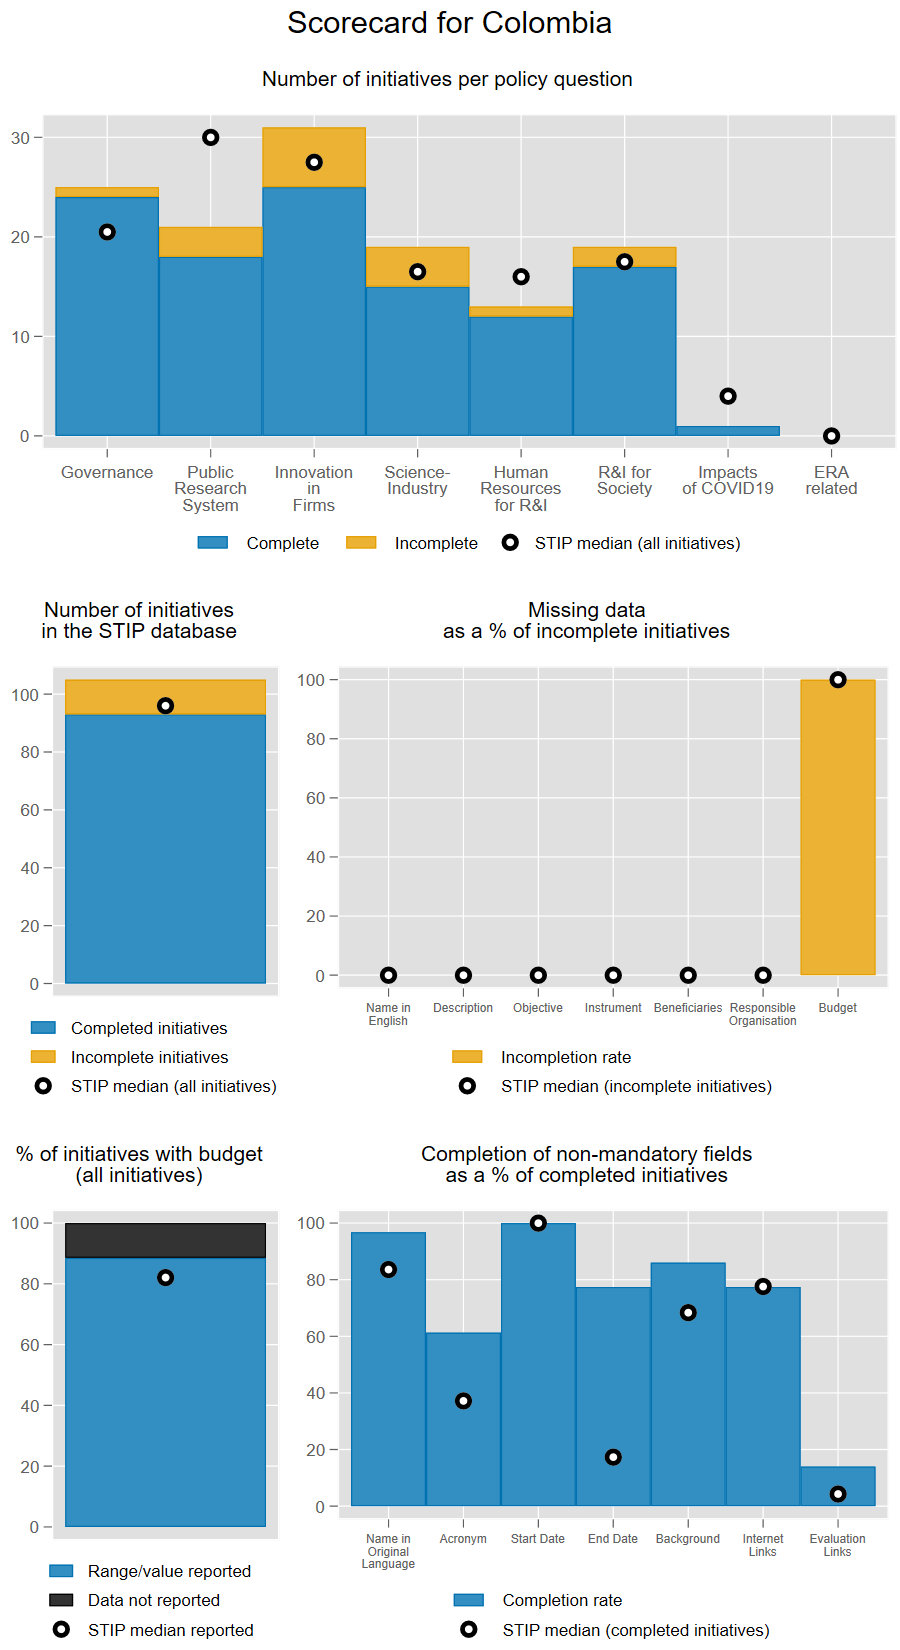 Scorecard for Colombia
Number of initiatives per policy question
30
20
10
0
Governance
Public
Research
System
Innovation
in
Firms
Science-
Industry
Human
Resources
for R&I
R&I for
Society
Impacts
of COVID19
ERA
related
Complete
Incomplete
STIP median (all initiatives)
Number of initiatives
in the STIP database
100
80
60
40
20
0
Completed initiatives
Incomplete initiatives
STIP median (all initiatives)
Missing data
as a % of incomplete initiatives
100
80
60
40
20
0
Name in
English
Description
Objective
Instrument
Beneficiaries
Responsible
Organisation
Budget
Incompletion rate
STIP median (incomplete initiatives)
% of initiatives with budget
(all initiatives)
100
80
60
40
20
0
Range/value reported
Data not reported
STIP median reported
Completion of non-mandatory fields
as a % of completed initiatives
100
80
60
40
20
0
Name in
Original
Language
Acronym
Start Date
End Date
Background
Internet
Links
Evaluation
Links
Completion rate
STIP median (completed initiatives)